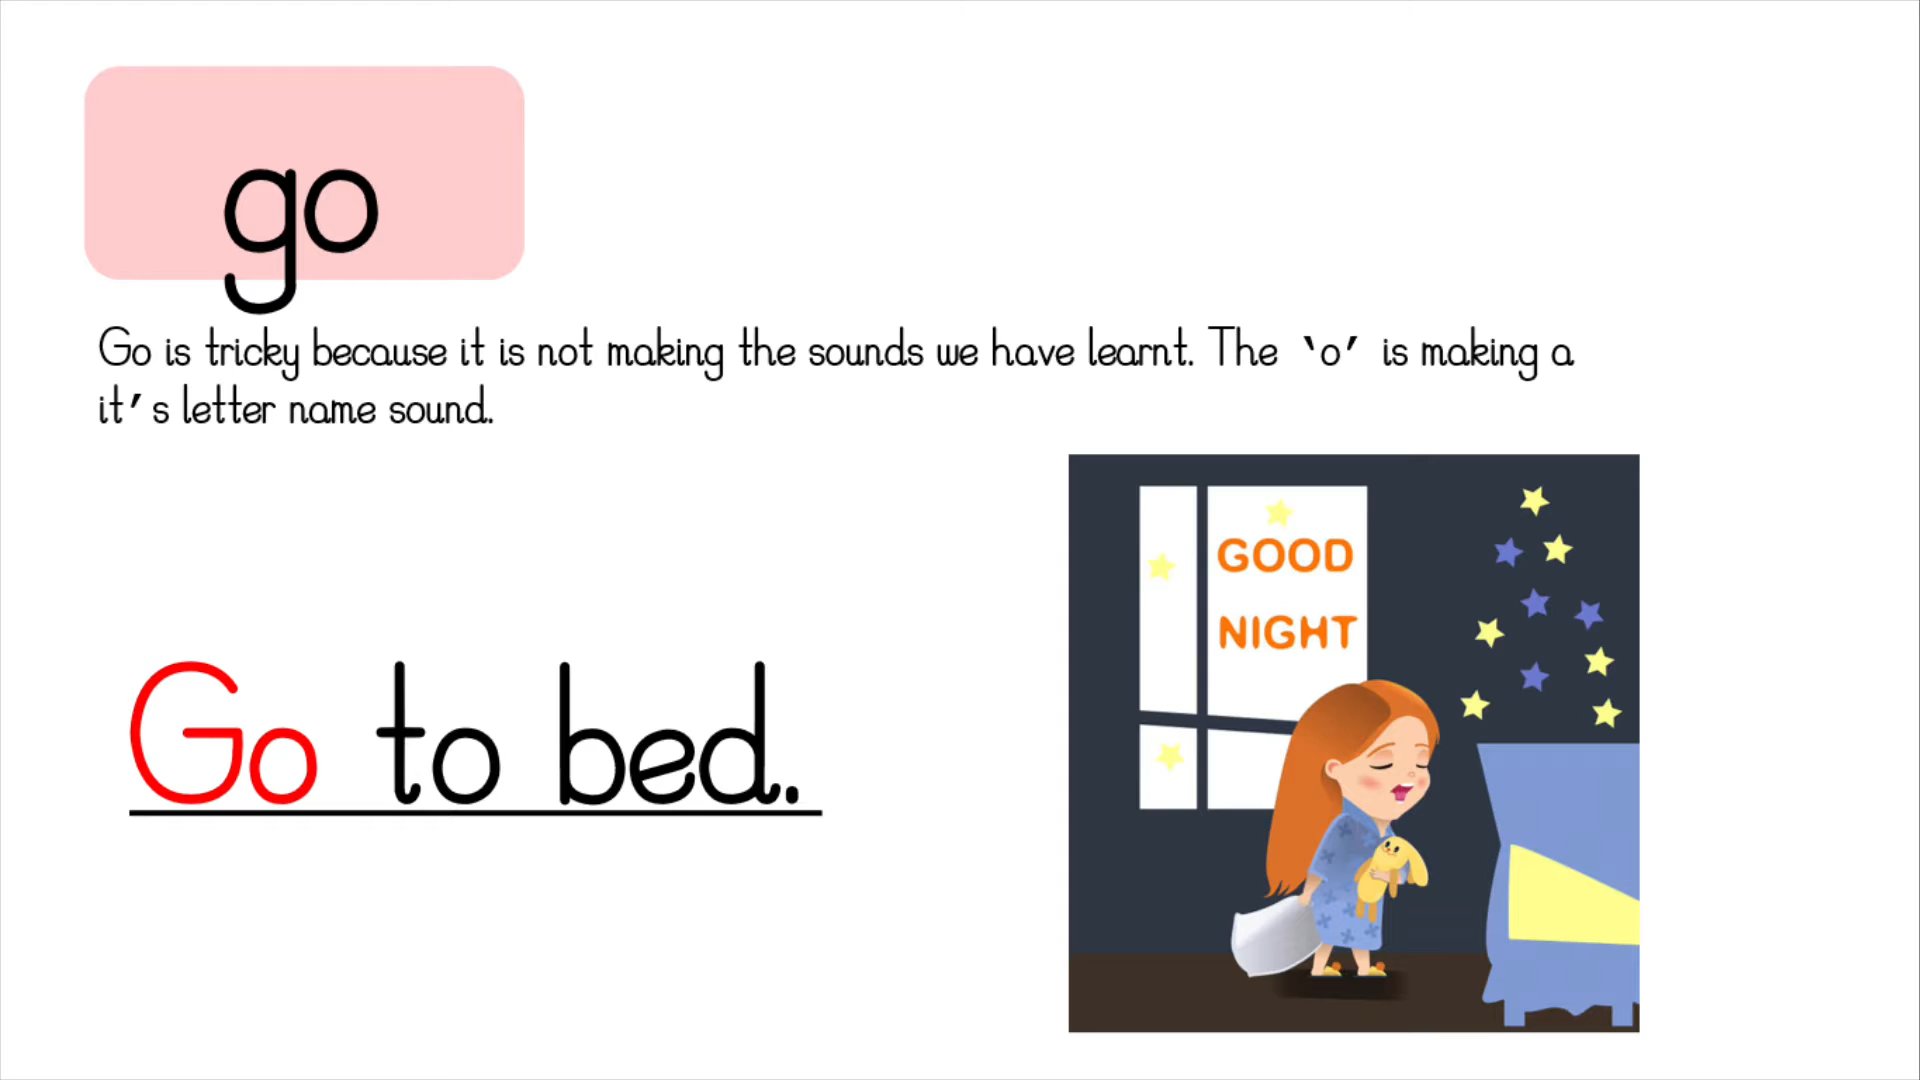 go
Go is tricky because it is not making the sounds we have learnt. The ‘o’ is making a
it’s letter name sound.
GOOD
NIGHT
Go to bed.